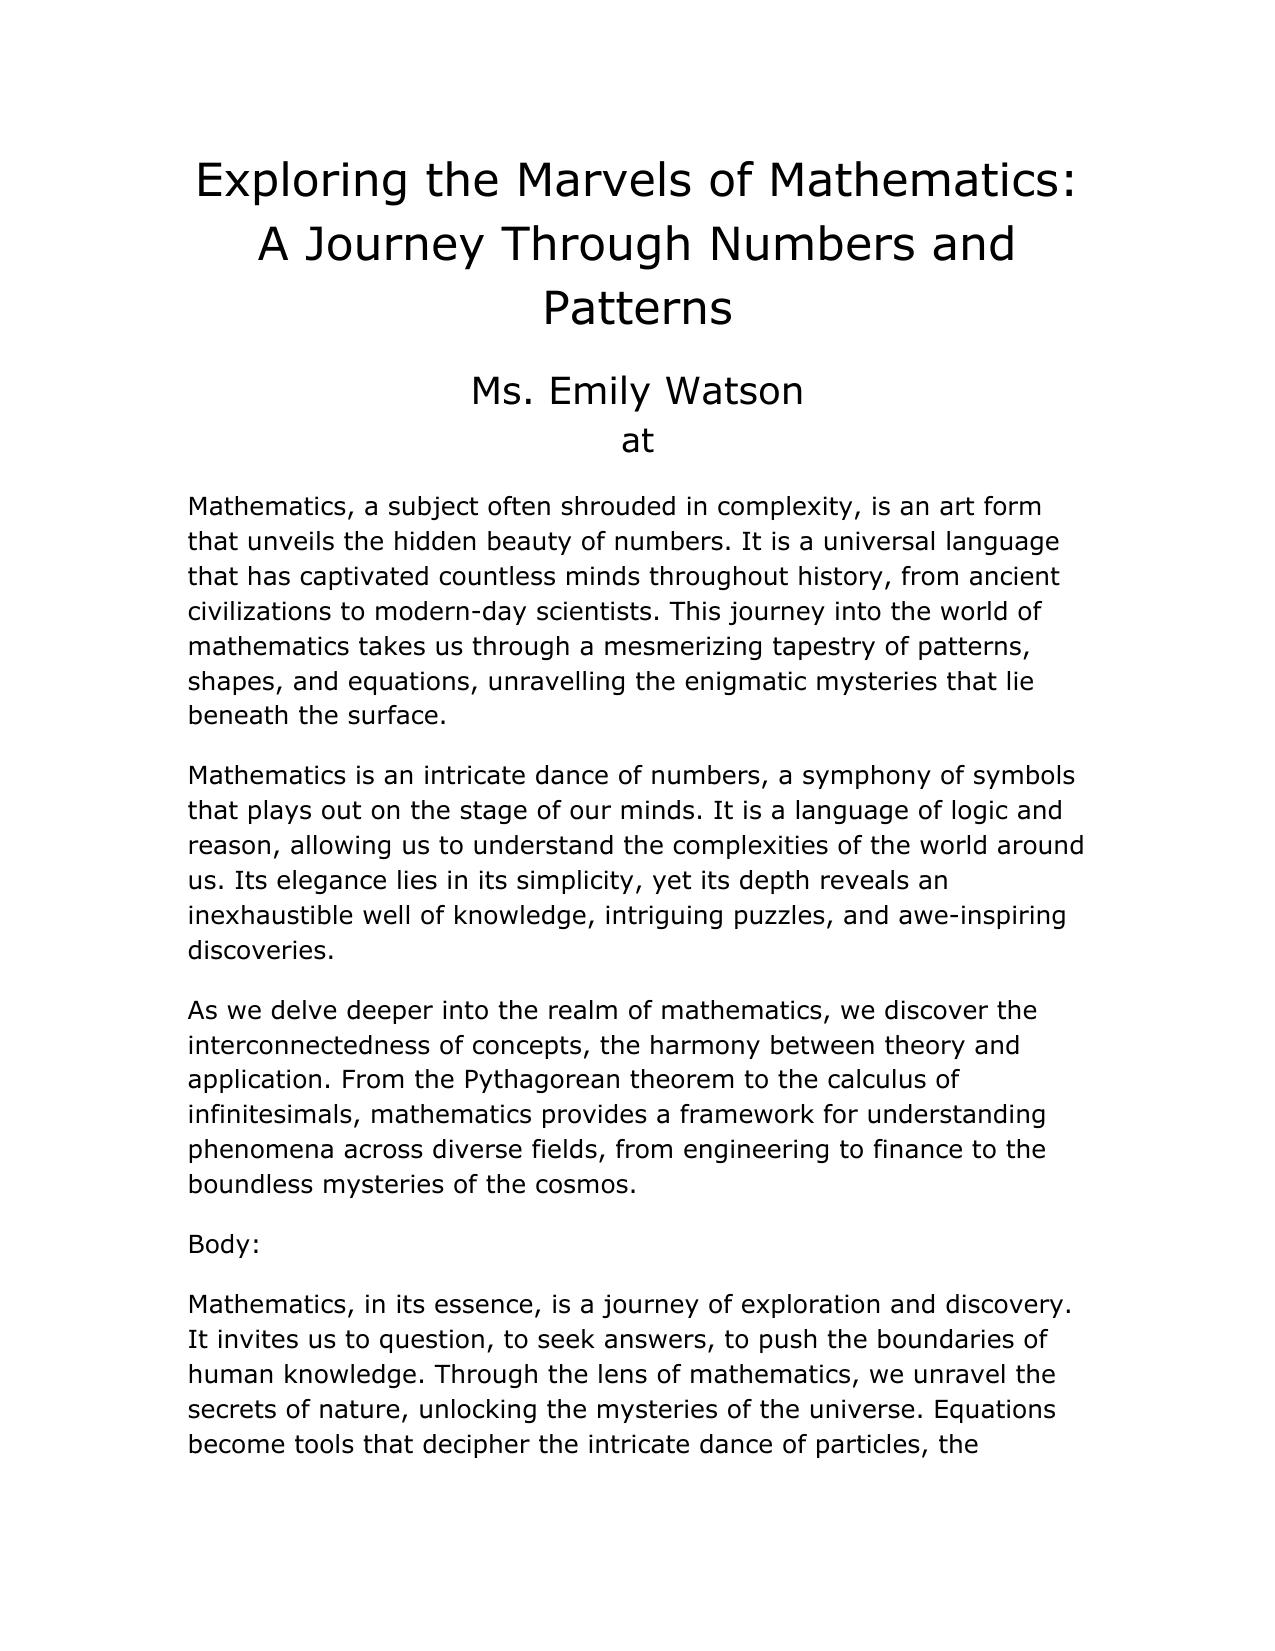 Exploring the Marvels of Mathematics:
A Journey Through Numbers and
Patterns
Ms. Emily Watson
at
Mathematics, a subject often shrouded in complexity, is an art form
that unveils the hidden beauty of numbers. It is a universal language
that has captivated countless minds throughout history, from ancient
civilizations to modern-day scientists. This journey into the world of
mathematics takes us through a mesmerizing tapestry of patterns,
shapes, and equations, unravelling the enigmatic mysteries that lie
beneath the surface.
Mathematics is an intricate dance of numbers, a symphony of symbols
that plays out on the stage of our minds. It is a language of logic and
reason, allowing us to understand the complexities of the world around
us. Its elegance lies in its simplicity, yet its depth reveals an
inexhaustible well of knowledge, intriguing puzzles, and awe-inspiring
discoveries.
As we delve deeper into the realm of mathematics, we discover the
interconnectedness of concepts, the harmony between theory and
application. From the Pythagorean theorem to the calculus of
infinitesimals, mathematics provides a framework for understanding
phenomena across diverse fields, from engineering to finance to the
boundless mysteries of the cosmos.
Body:
Mathematics, in its essence, is a journey of exploration and discovery.
It invites us to question, to seek answers, to push the boundaries of
human knowledge. Through the lens of mathematics, we unravel the
secrets of nature, unlocking the mysteries of the universe. Equations
become tools that decipher the intricate dance of particles, the